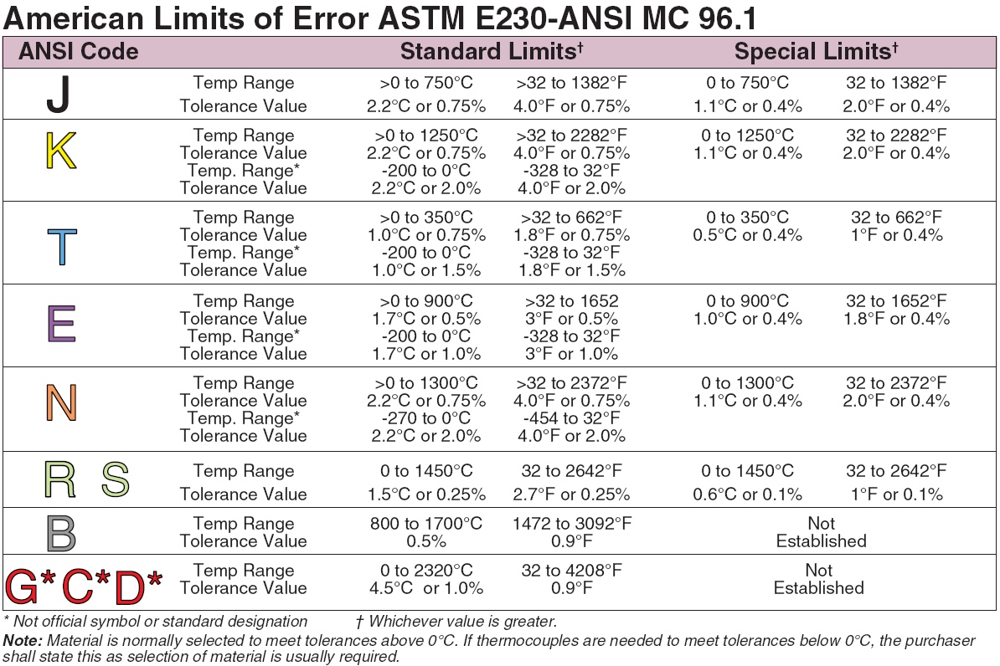 American Limits of Error ASTM E230-ANSI MC 96.1
ANSI Code Standard Limits† Special Limits†
J Temp Range >0 to 750°C >32 to 1382°F 0 to 750°C 32 to 1382°F
Tolerance Value 2.2°C or 0.75% 4.0°F or 0.75% 1.1°C or 0.4% 2.0°F or 0.4%
K Temp Range >0 to 1250°C >32 to 2282°F 0 to 1250°C 32 to 2282°F
Tolerance Value 2.2°C or 0.75% 4.0°F or 0.75% 1.1°C or 0.4% 2.0°F or 0.4%
Temp. Range* -200 to 0°C -328 to 32°F
Tolerance Value 2.2°C or 2.0% 4.0°F or 2.0%
T Temp Range >0 to 350°C >32 to 662°F 0 to 350°C 32 to 662°F
Tolerance Value 1.0°C or 0.75% 1.8°F or 0.75% 0.5°C or 0.4% 1°F or 0.4%
Temp. Range* -200 to 0°C -328 to 32°F
Tolerance Value 1.0°C or 1.5% 1.8°F or 1.5%
E Temp Range >0 to 900°C >32 to 1652 0 to 900°C 32 to 1652°F
Tolerance Value 1.7°C or 0.5% 3°F or 0.5% 1.0°C or 0.4% 1.8°F or 0.4%
Temp. Range* -200 to 0°C -328 to 32°F
Tolerance Value 1.7°C or 1.0% 3°F or 1.0%
N Temp Range >0 to 1300°C >32 to 2372°F 0 to 1300°C 32 to 2372°F
Tolerance Value 2.2°C or 0.75% 4.0°F or 0.75% 1.1°C or 0.4% 2.0°F or 0.4%
Temp. Range* -270 to 0°C -454 to 32°F
Tolerance Value 2.2°C or 2.0% 4.0°F or 2.0%
R S Temp Range 0 to 1450°C 32 to 2642°F 0 to 1450°C 32 to 2642°F
Tolerance Value 1.5°C or 0.25% 2.7°F or 0.25% 0.6°C or 0.1% 1°F or 0.1%
B Temp Range 800 to 1700°C 1472 to 3092°F Not
Tolerance Value 0.5% 0.9°F Established
G* C* D* Temp Range 0 to 2320°C 32 to 4208°F Not
Tolerance Value 4.5°C or 1.0% 0.9°F Established
* Not official symbol or standard designation † Whichever value is greater.
Note: Material is normally selected to meet tolerances above 0°C. If thermocouples are needed to meet tolerances below 0°C, the purchaser
shall state this as selection of material is usually required.